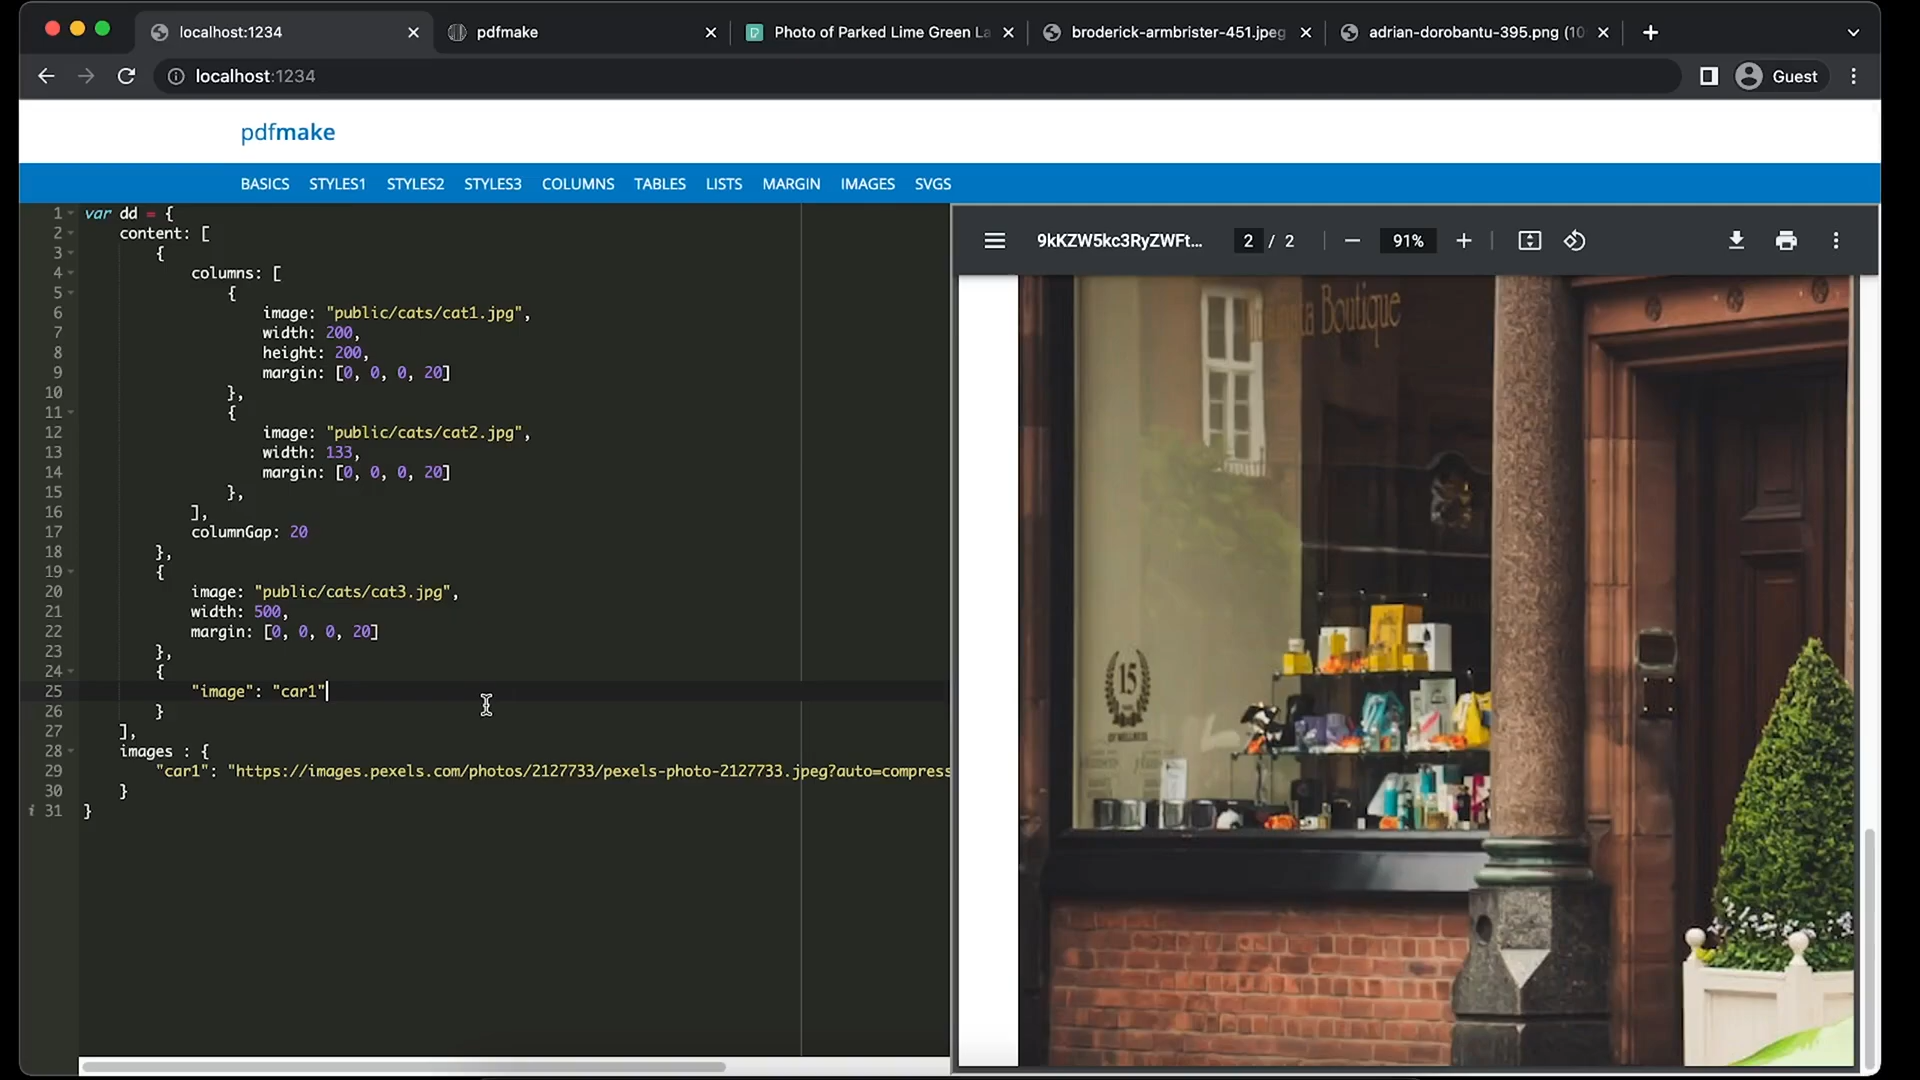 localhost:1234
pdfmake
Photo of Parked Lime Green La
broderick-armbrister-451.jpeg
adrian-dorobantu-395.png (10
localhost:1234
Guest
pdfmake
BASICS STYLES1 STYLES2 STYLES3 COLUMNS TABLES LISTS MARGIN IMAGES SVGS
9kKZW5kc3RyZWFt... 2 / 2 91%
1 var dd = {
2 content: [
3 {
4 columns: [
5 {
6 image: "public/cats/cat1.jpg",
7 width: 200,
8 height: 200,
9 margin: [0, 0, 0, 20]
10 },
11 {
12 image: "public/cats/cat2.jpg",
13 width: 133,
14 margin: [0, 0, 0, 20]
15 },
16 ],
17 columnGap: 20
18 },
19 {
20 image: "public/cats/cat3.jpg",
21 width: 500,
22 margin: [0, 0, 0, 20]
23 },
24 {
25 "image": "car1"
26 }
27 ],
28 images : {
29 "car1": "https://images.pexels.com/photos/2127733/pexels-photo-2127733.jpeg?auto=compress
30 }
i 31 }
Boutique
15
OF WELLNESS